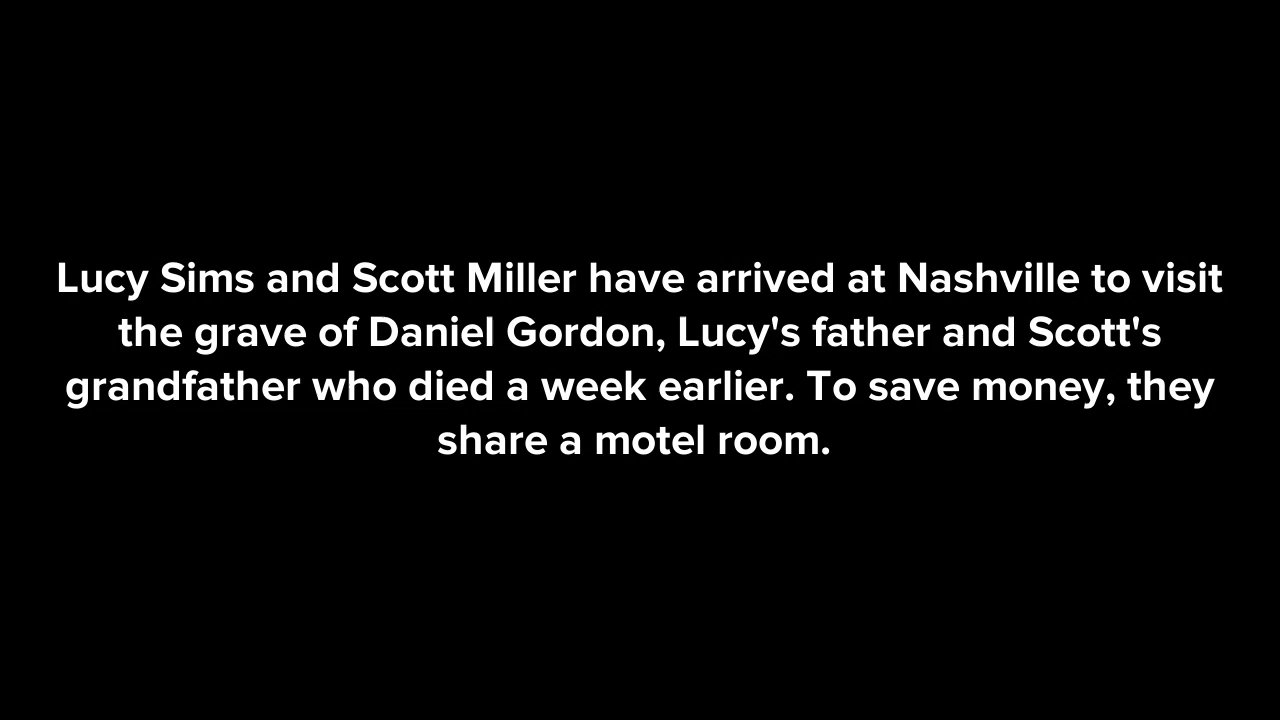 Lucy Sims and Scott Miller have arrived at Nashville to visit
the grave of Daniel Gordon, Lucy's father and Scott's
grandfather who died a week earlier. To save money, they
share a motel room.